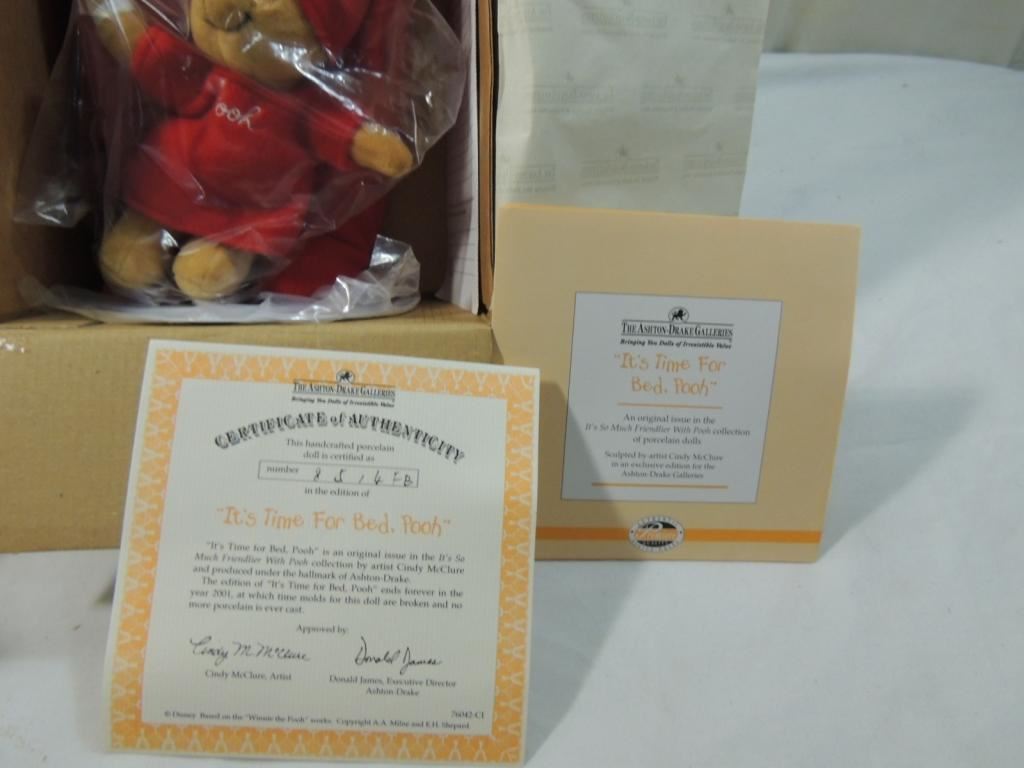 ooh
THE ASHTON-DRAKE GALLERIES
Bringing You Dolls of Irresistible Value
CERTIFICATE of AUTHENTICITY
This handcrafted porcelain
doll is certified as
number 8516FB
in the edition of
"It's Time For Bed, Pooh"
"It's Time for Bed, Pooh" is an original issue in the It's So
Much Friendlier With Pooh collection by artist Cindy McClure
and produced under the hallmark of Ashton-Drake.
The edition of "It's Time for Bed, Pooh" ends forever in the
year 2001, at which time molds for this doll are broken and no
more porcelain is ever cast.
Approved by:
Cindy M. McClure
Donald James
Cindy McClure, Artist
Donald James, Executive Director
Ashton-Drake
76042-CI
© Disney. Based on the "Winnie the Pooh" works. Copyright A.A. Milne and E.H. Shepard.
THE ASHTON-DRAKE GALLERIES
Bringing You Dolls of Irresistible Value
"It's Time For
Bed, Pooh"
An original issue in the
It's So Much Friendlier With Pooh collection
of porcelain dolls
Sculpted by artist Cindy McClure
in an exclusive edition for the
Ashton-Drake Galleries